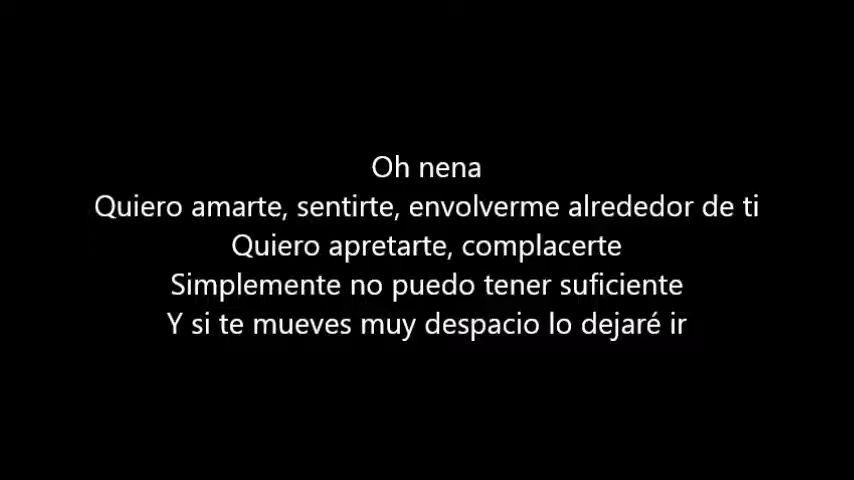 Oh nena
Quiero amarte, sentirte, envolverme alrededor de ti
Quiero apretarte, complacerte
Simplemente no puedo tener suficiente
Y si te mueves muy despacio lo dejaré ir